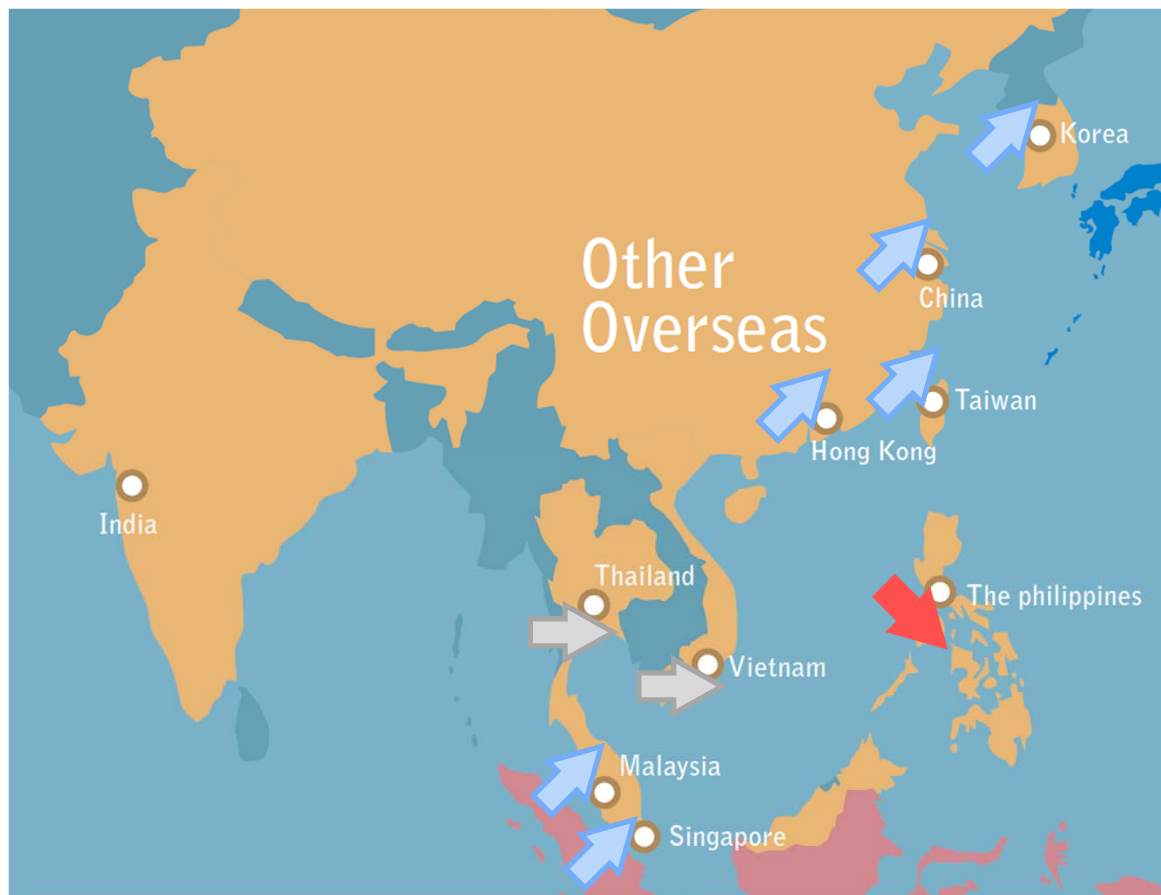 Korea
Other
Overseas
China
Taiwan
Hong Kong
India
Thailand
The philippines
Vietnam
Malaysia
Singapore